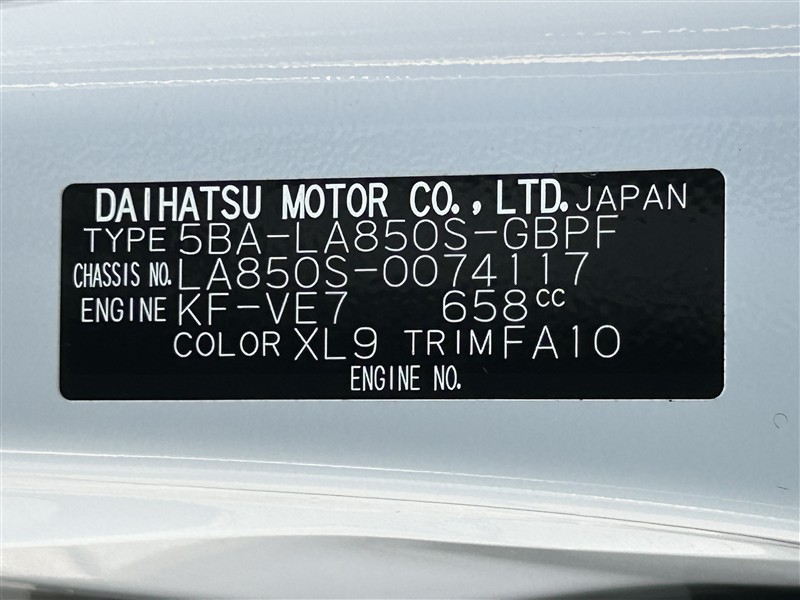 DAIHATSU MOTOR CO., LTD. JAPAN
TYPE 5BA-LA850S-GBPF
CHASSIS NO. LA850S-0074117
ENGINE KF-VE7 658cc
COLOR XL9 TRIM FA10
ENGINE NO.